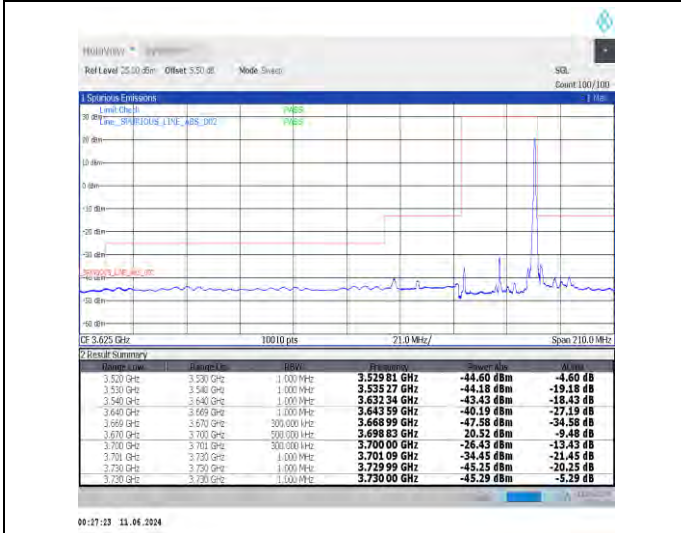 MultiView
Ref Level 25.00 dBm Offset 5.50 dB Mode Sweep SGL
Count 100/100
1 Spurious Emissions
Limit Check PASS
Line _SPURIOUS_LINE_ABS_002 PASS
30 dBm
20 dBm
10 dBm
0 dBm
-10 dBm
-20 dBm
-30 dBm
-50 dBm
-60 dBm
CF 3.625 GHz 10010 pts 21.0 MHz/ Span 210.0 MHz
2 Result Summary
Range Low Range Up RBW Frequency Power Abs
3.520 GHz 3.530 GHz 1.000 MHz 3.529 81 GHz -44.60 dBm -4.60 dB
3.530 GHz 3.540 GHz 1.000 MHz 3.535 27 GHz -44.18 dBm -19.18 dB
3.540 GHz 3.640 GHz 1.000 MHz 3.632 34 GHz -43.43 dBm -18.43 dB
3.640 GHz 3.669 GHz 1.000 MHz 3.643 59 GHz -40.19 dBm -27.19 dB
3.669 GHz 3.670 GHz 300.000 kHz 3.668 99 GHz -47.58 dBm -34.58 dB
3.670 GHz 3.700 GHz 500.000 kHz 3.698 83 GHz 20.52 dBm -9.48 dB
3.700 GHz 3.701 GHz 300.000 kHz 3.700 00 GHz -26.43 dBm -13.43 dB
3.701 GHz 3.730 GHz 1.000 MHz 3.701 09 GHz -34.45 dBm -21.45 dB
3.730 GHz 3.730 GHz 1.000 MHz 3.729 99 GHz -45.25 dBm -20.25 dB
3.730 GHz 3.730 GHz 1.000 MHz 3.730 00 GHz -45.29 dBm -5.29 dB
00:27:23 11.06.2024